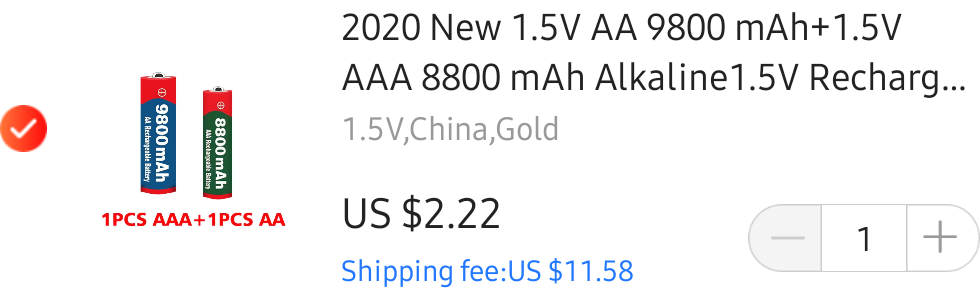 2020 New 1.5V AA 9800 mAh+1.5V
AAA 8800 mAh Alkaline1.5V Recharg...
1.5V,China,Gold
9800mAh
AA Rechargeable Battery
8800mAh
AAA Rechargeable Battery
1PCS AAA+1PCS AA
US $2.22
1
Shipping fee:US $11.58